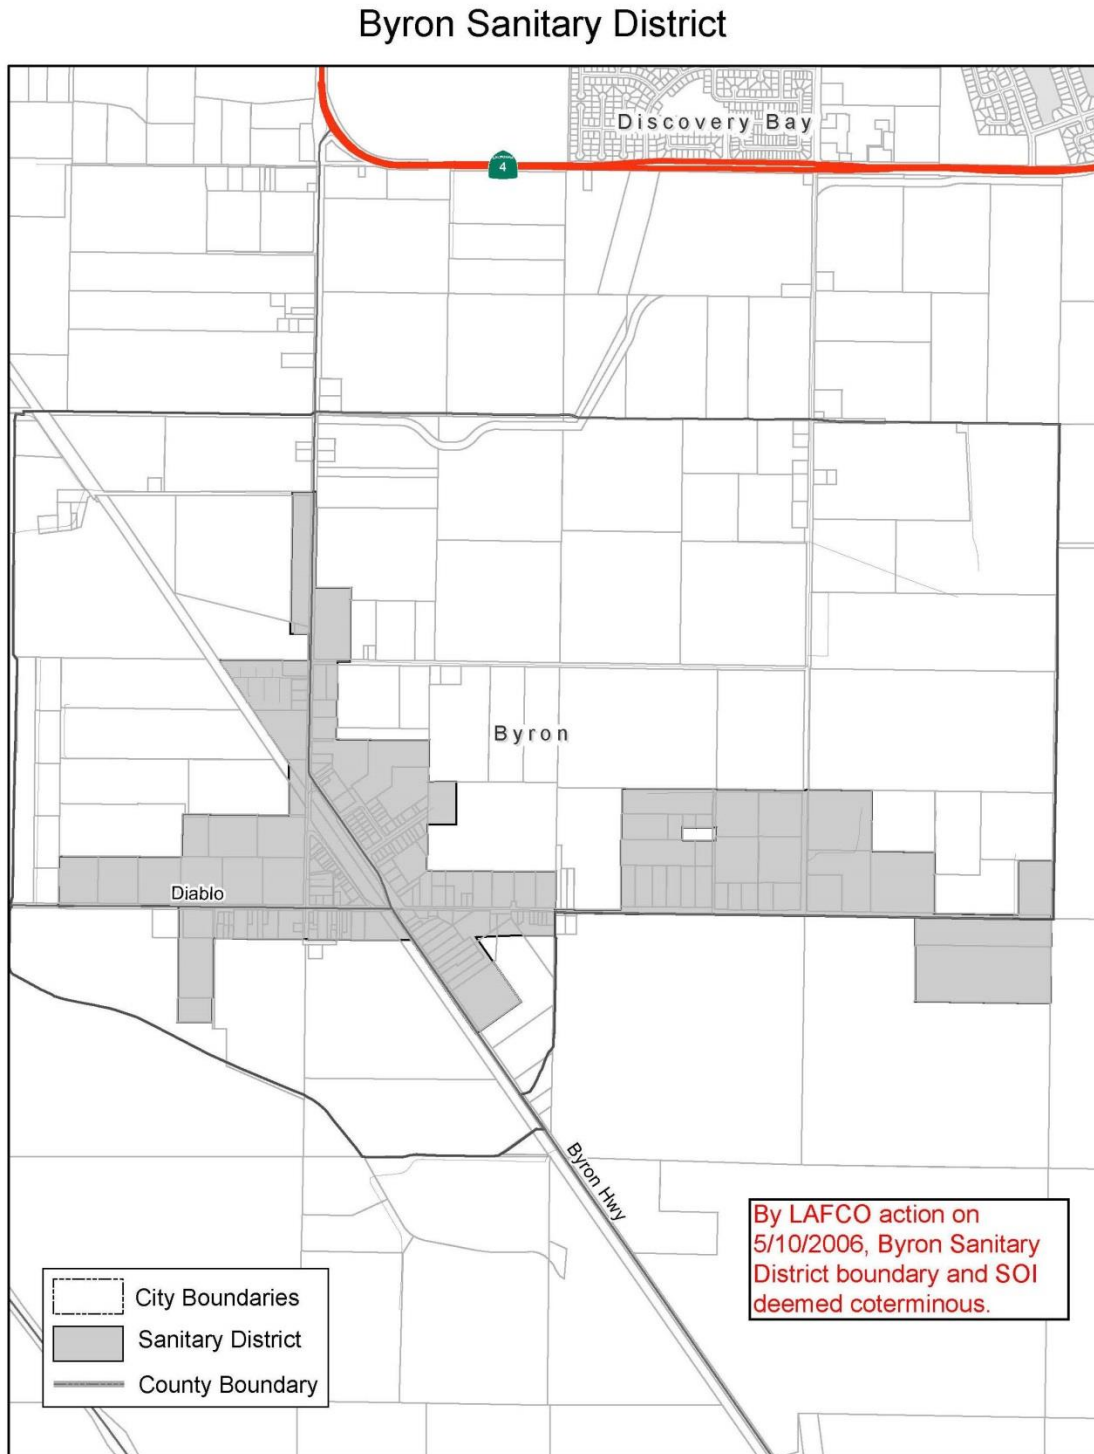 Byron Sanitary District
Discovery Bay
4
Byron
Diablo
Byron Hwy
By LAFCO action on
5/10/2006, Byron Sanitary
District boundary and SOI
deemed coterminous.
City Boundaries
Sanitary District
County Boundary